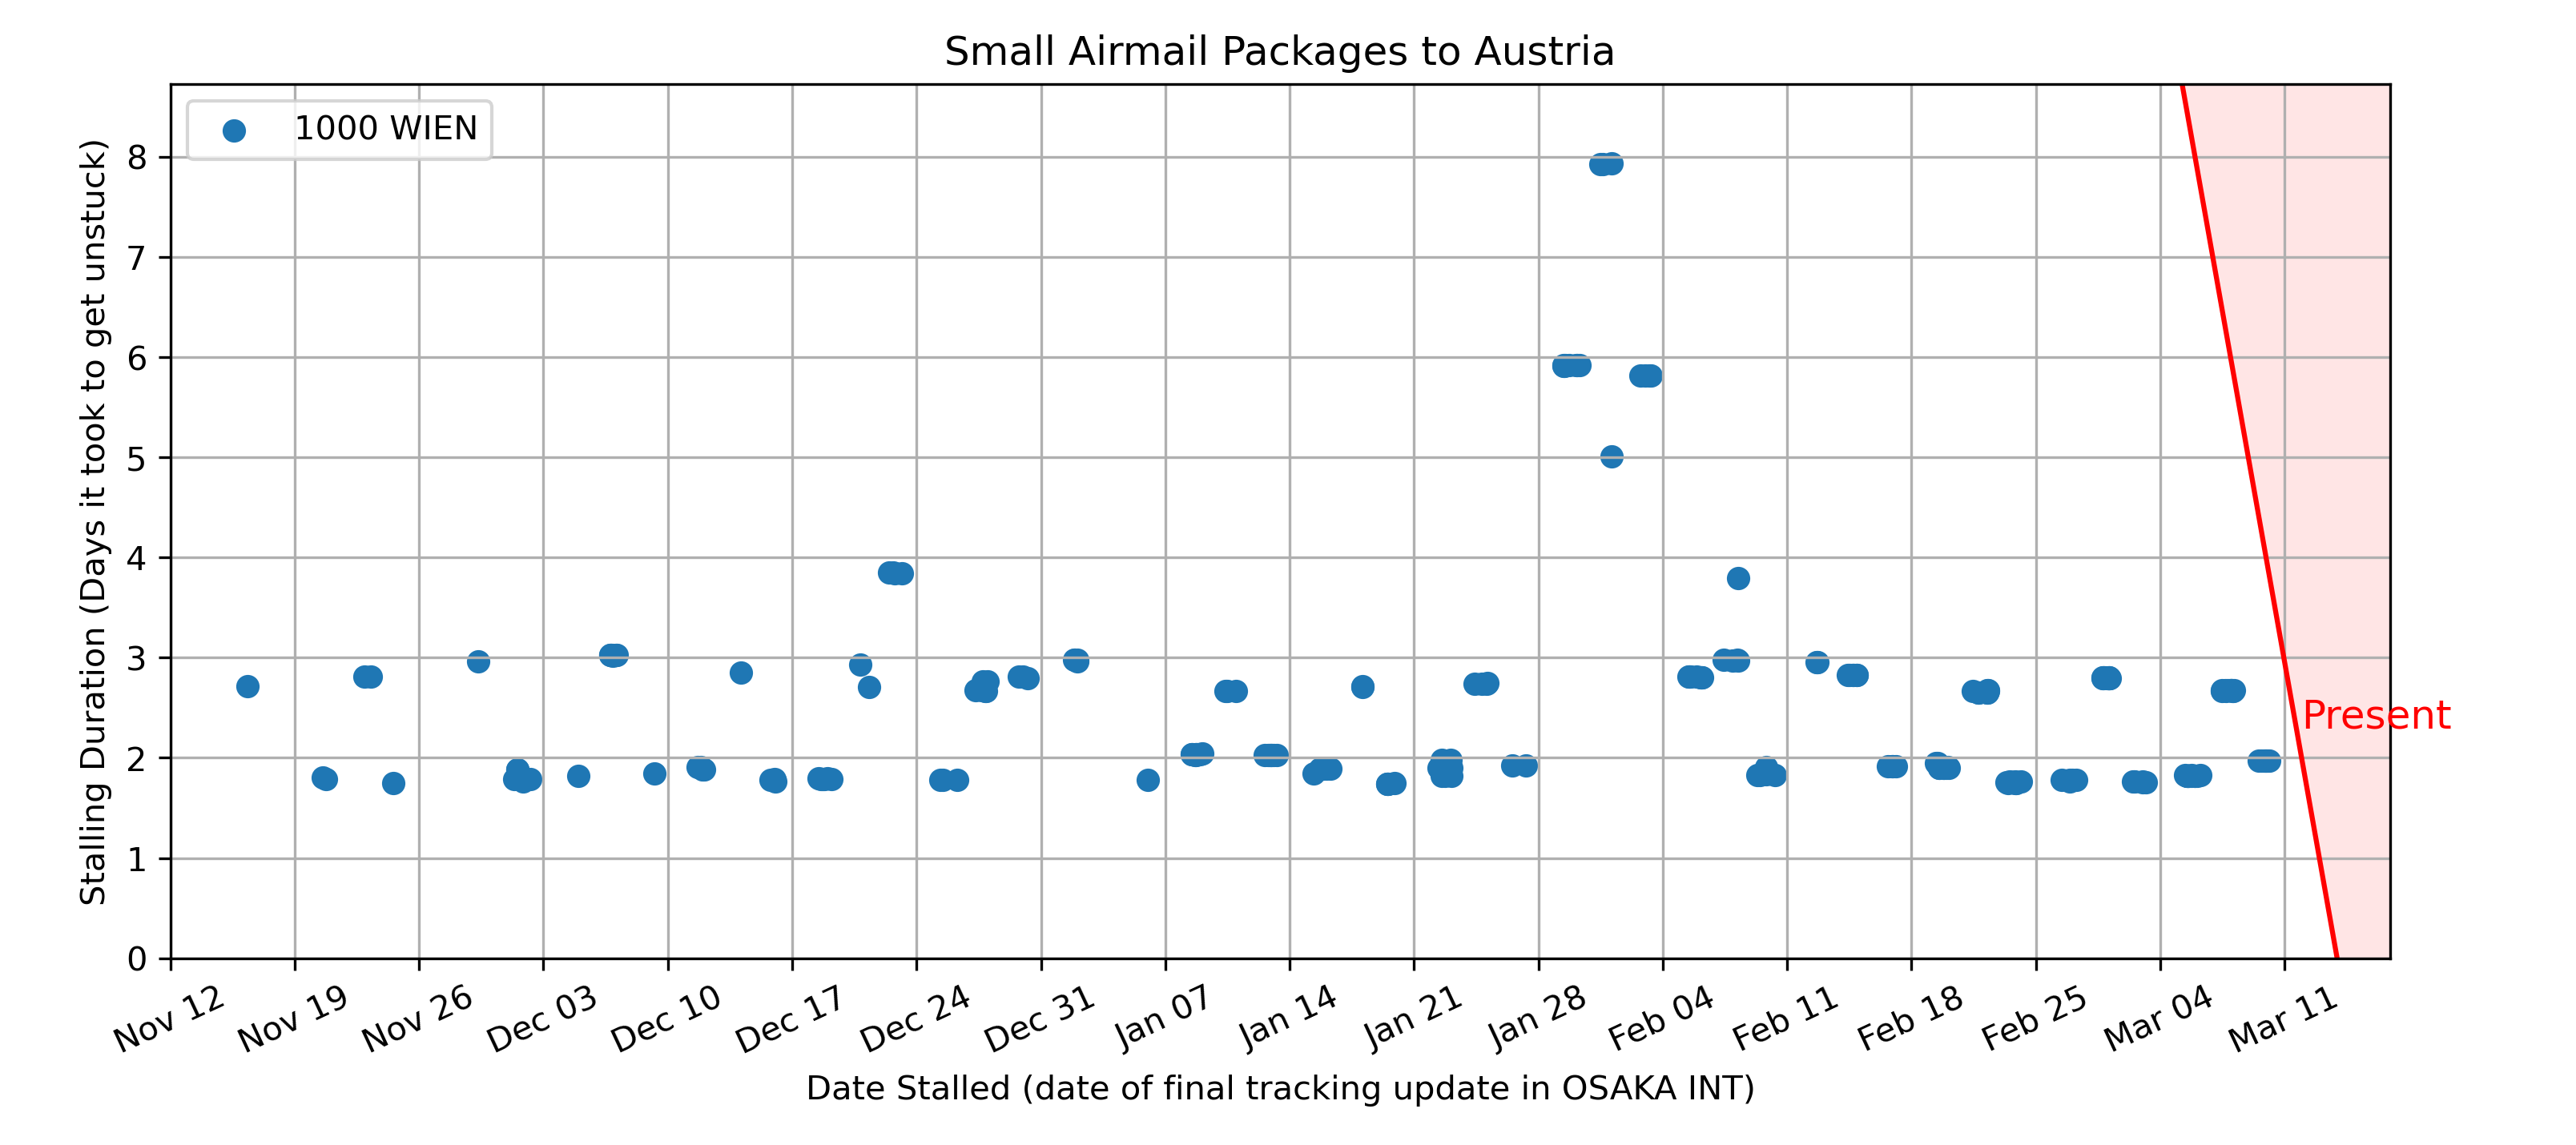 Small Airmail Packages to Austria
1000 WIEN
Stalling Duration (Days it took to get unstuck)
8
7
6
5
4
3
2
1
0
Present
Nov 12
Nov 19
Nov 26
Dec 03
Dec 10
Dec 17
Dec 24
Dec 31
Jan 07
Jan 14
Jan 21
Jan 28
Feb 04
Feb 11
Feb 18
Feb 25
Mar 04
Mar 11
Date Stalled (date of final tracking update in OSAKA INT)